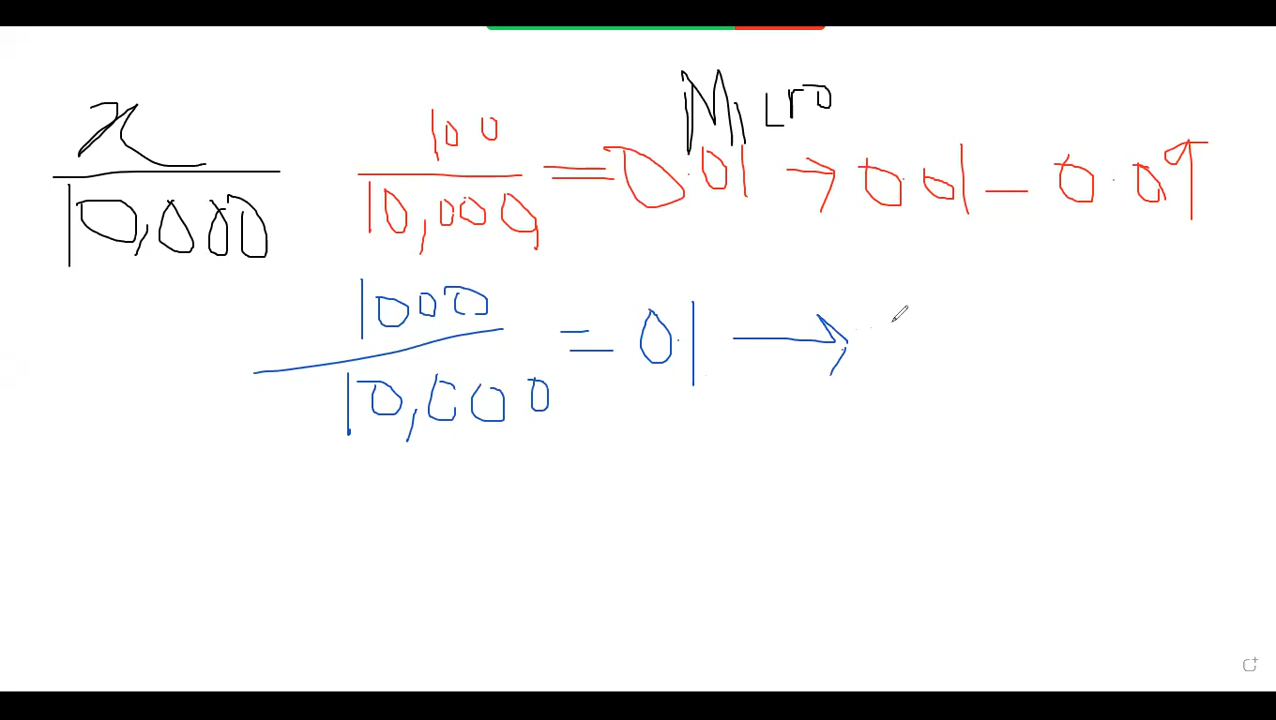 Micro
x/10,000 100/10,000 = 0.01 → 0.01 – 0.09
1000/10,000 = 0.1 →